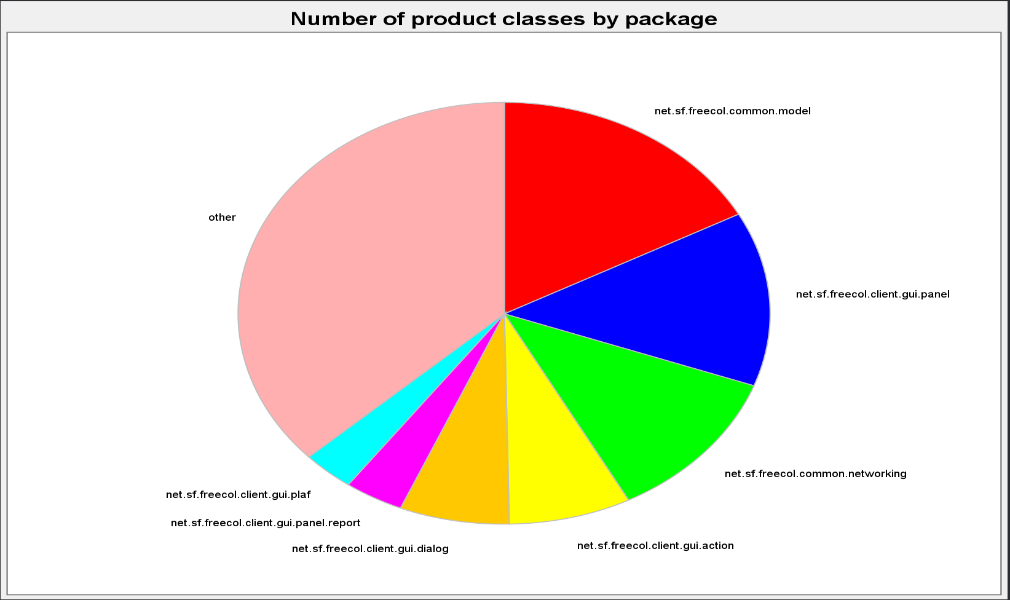 Number of product classes by package
net.sf.freecol.common.model
other
net.sf.freecol.client.gui.panel
net.sf.freecol.common.networking
net.sf.freecol.client.gui.plaf
net.sf.freecol.client.gui.panel.report
net.sf.freecol.client.gui.action
net.sf.freecol.client.gui.dialog